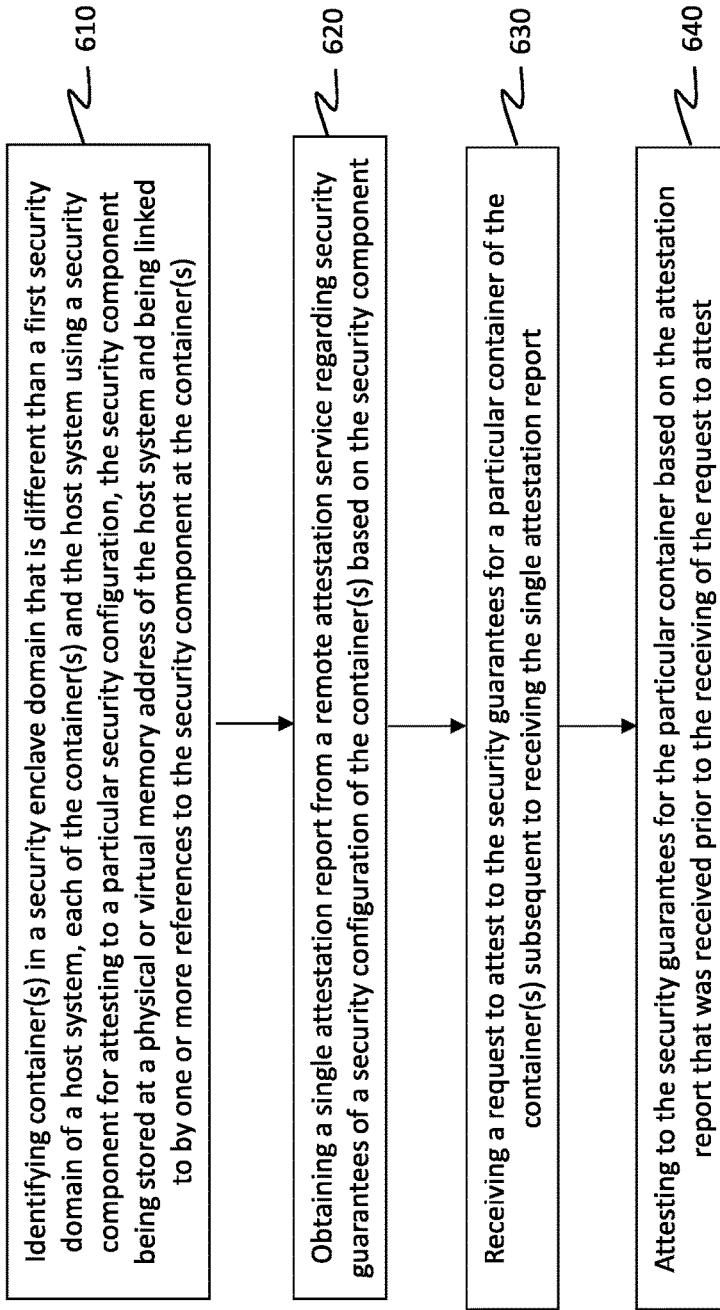 Identifying container(s) in a security enclave domain that is different than a first security
domain of a host system, each of the container(s) and the host system using a security
component for attesting to a particular security configuration, the security component
being stored at a physical or virtual memory address of the host system and being linked
to by one or more references to the security component at the container(s)
610
Obtaining a single attestation report from a remote attestation service regarding security
guarantees of a security configuration of the container(s) based on the security component
620
Receiving a request to attest to the security guarantees for a particular container of the
container(s) subsequent to receiving the single attestation report
630
Attesting to the security guarantees for the particular container based on the attestation
report that was received prior to the receiving of the request to attest
640